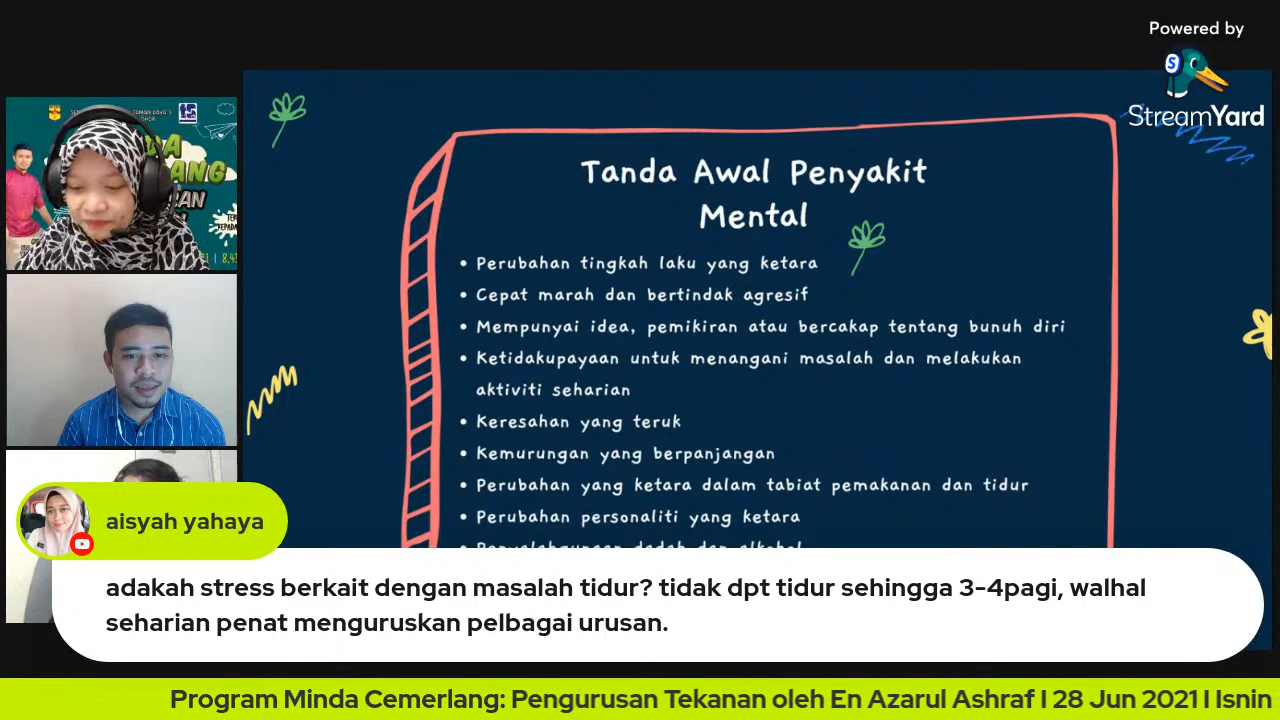 Powered by
StreamYard
Tanda Awal Penyakit
Mental
• Perubahan tingkah laku yang ketara
• Cepat marah dan bertindak agresif
• Mempunyai idea, pemikiran atau bercakap tentang bunuh diri
• Ketidakupayaan untuk menangani masalah dan melakukan
aktiviti seharian
• Keresahan yang teruk
• Kemurungan yang berpanjangan
• Perubahan yang ketara dalam tabiat pemakanan dan tidur
• Perubahan personaliti yang ketara
• Penyalahgunaan dadah dan alkohol
aisyah yahaya
adakah stress berkait dengan masalah tidur? tidak dpt tidur sehingga 3-4pagi, walhal
seharian penat menguruskan pelbagai urusan.
Program Minda Cemerlang: Pengurusan Tekanan oleh En Azarul Ashraf I 28 Jun 2021 I Isnin